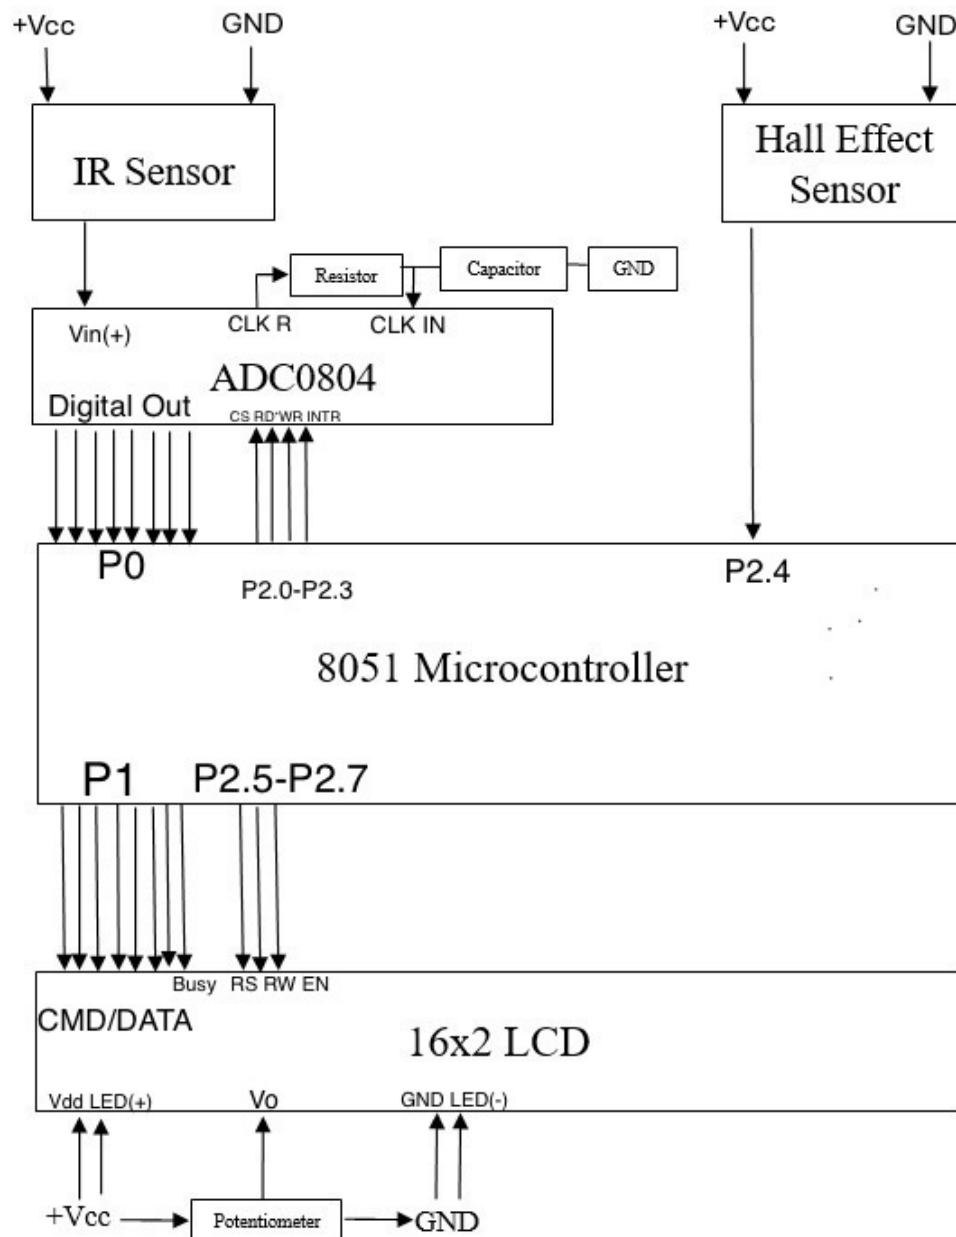 +Vcc GND +Vcc GND
IR Sensor
Hall Effect
Sensor
Resistor Capacitor GND
Vin(+) CLK R CLK IN
ADC0804
Digital Out
CS RD*WR INTR
P0
P2.0-P2.3
P2.4
8051 Microcontroller
P1 P2.5-P2.7
Busy RS RW EN
CMD/DATA
16x2 LCD
Vdd LED(+) Vo GND LED(-)
+Vcc Potentiometer GND